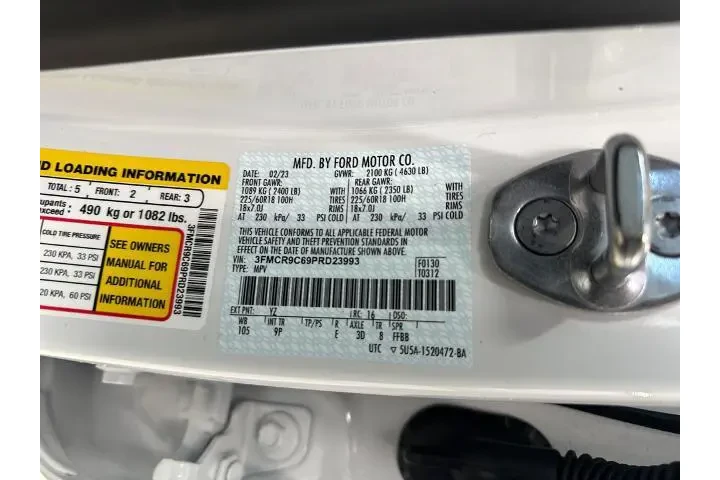 ND LOADING INFORMATION
TOTAL: 5 FRONT: 2 REAR: 3
upants
exceed: 490 kg or 1082 lbs.
COLD TIRE PRESSURE
230 KPA, 33 PSI
230 KPA, 33 PSI
20 KPA, 60 PSI
SEE OWNERS
MANUAL FOR
ADDITIONAL
INFORMATION
3FMCR9C69PRD23993
MFD. BY FORD MOTOR CO.
DATE: 02/23 GVWR: 2100 KG ( 4630 LB)
FRONT GAWR: REAR GAWR:
1089 KG ( 2400 LB) WITH 1066 KG ( 2350 LB) WITH
225/60R18 100H TIRES 225/60R18 100H TIRES
18x7.0J RIMS 18x7.0J RIMS
AT 230 kPa/ 33 PSI COLD AT 230 kPa/ 33 PSI COLD
THIS VEHICLE CONFORMS TO ALL APPLICABLE FEDERAL
MOTOR VEHICLE SAFETY AND THEFT PREVENTION STANDARDS IN
EFFECT ON THE DATE OF MANUFACTURE SHOWN ABOVE.
VIN: 3FMCR9C69PRD23993 F0130
TYPE: MPV 10312
EXT PNT: YZ RC: 16 DSO:
WB INT TR TP/PS R AXLE TR SPR
105 9P E 3D 8 FFBB
UTC ▽ 5U5A-1520472-BA